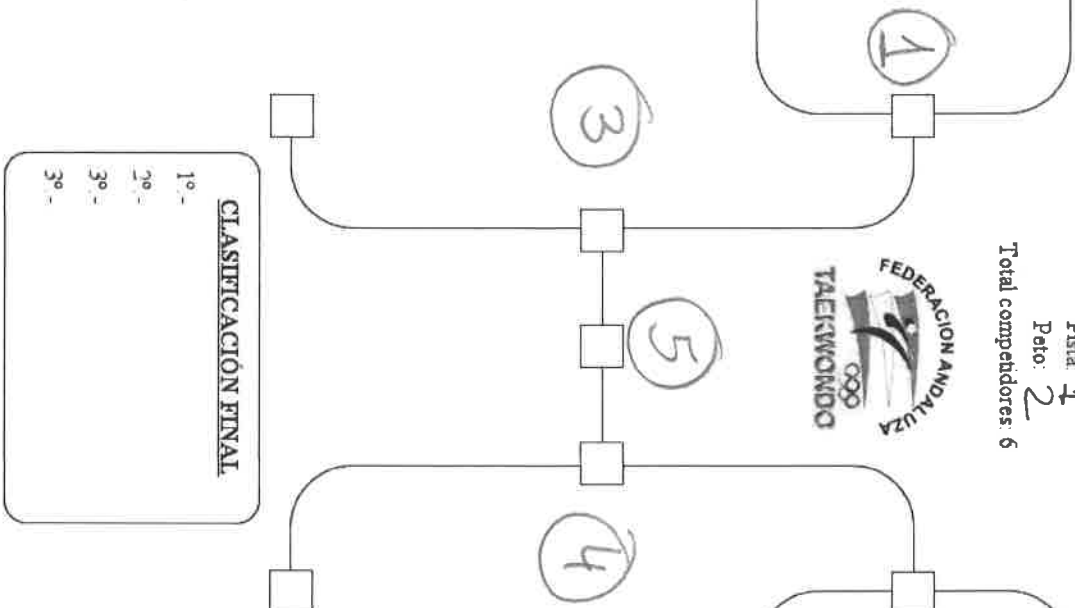 Pista: 1
Peto: 2
Total competidores: 6
FEDERACION ANDALUZA
TAEKWONDO
1
3
5
4
CLASIFICACIÓN FINAL
1º.-
2º.-
3º.-
3º.-